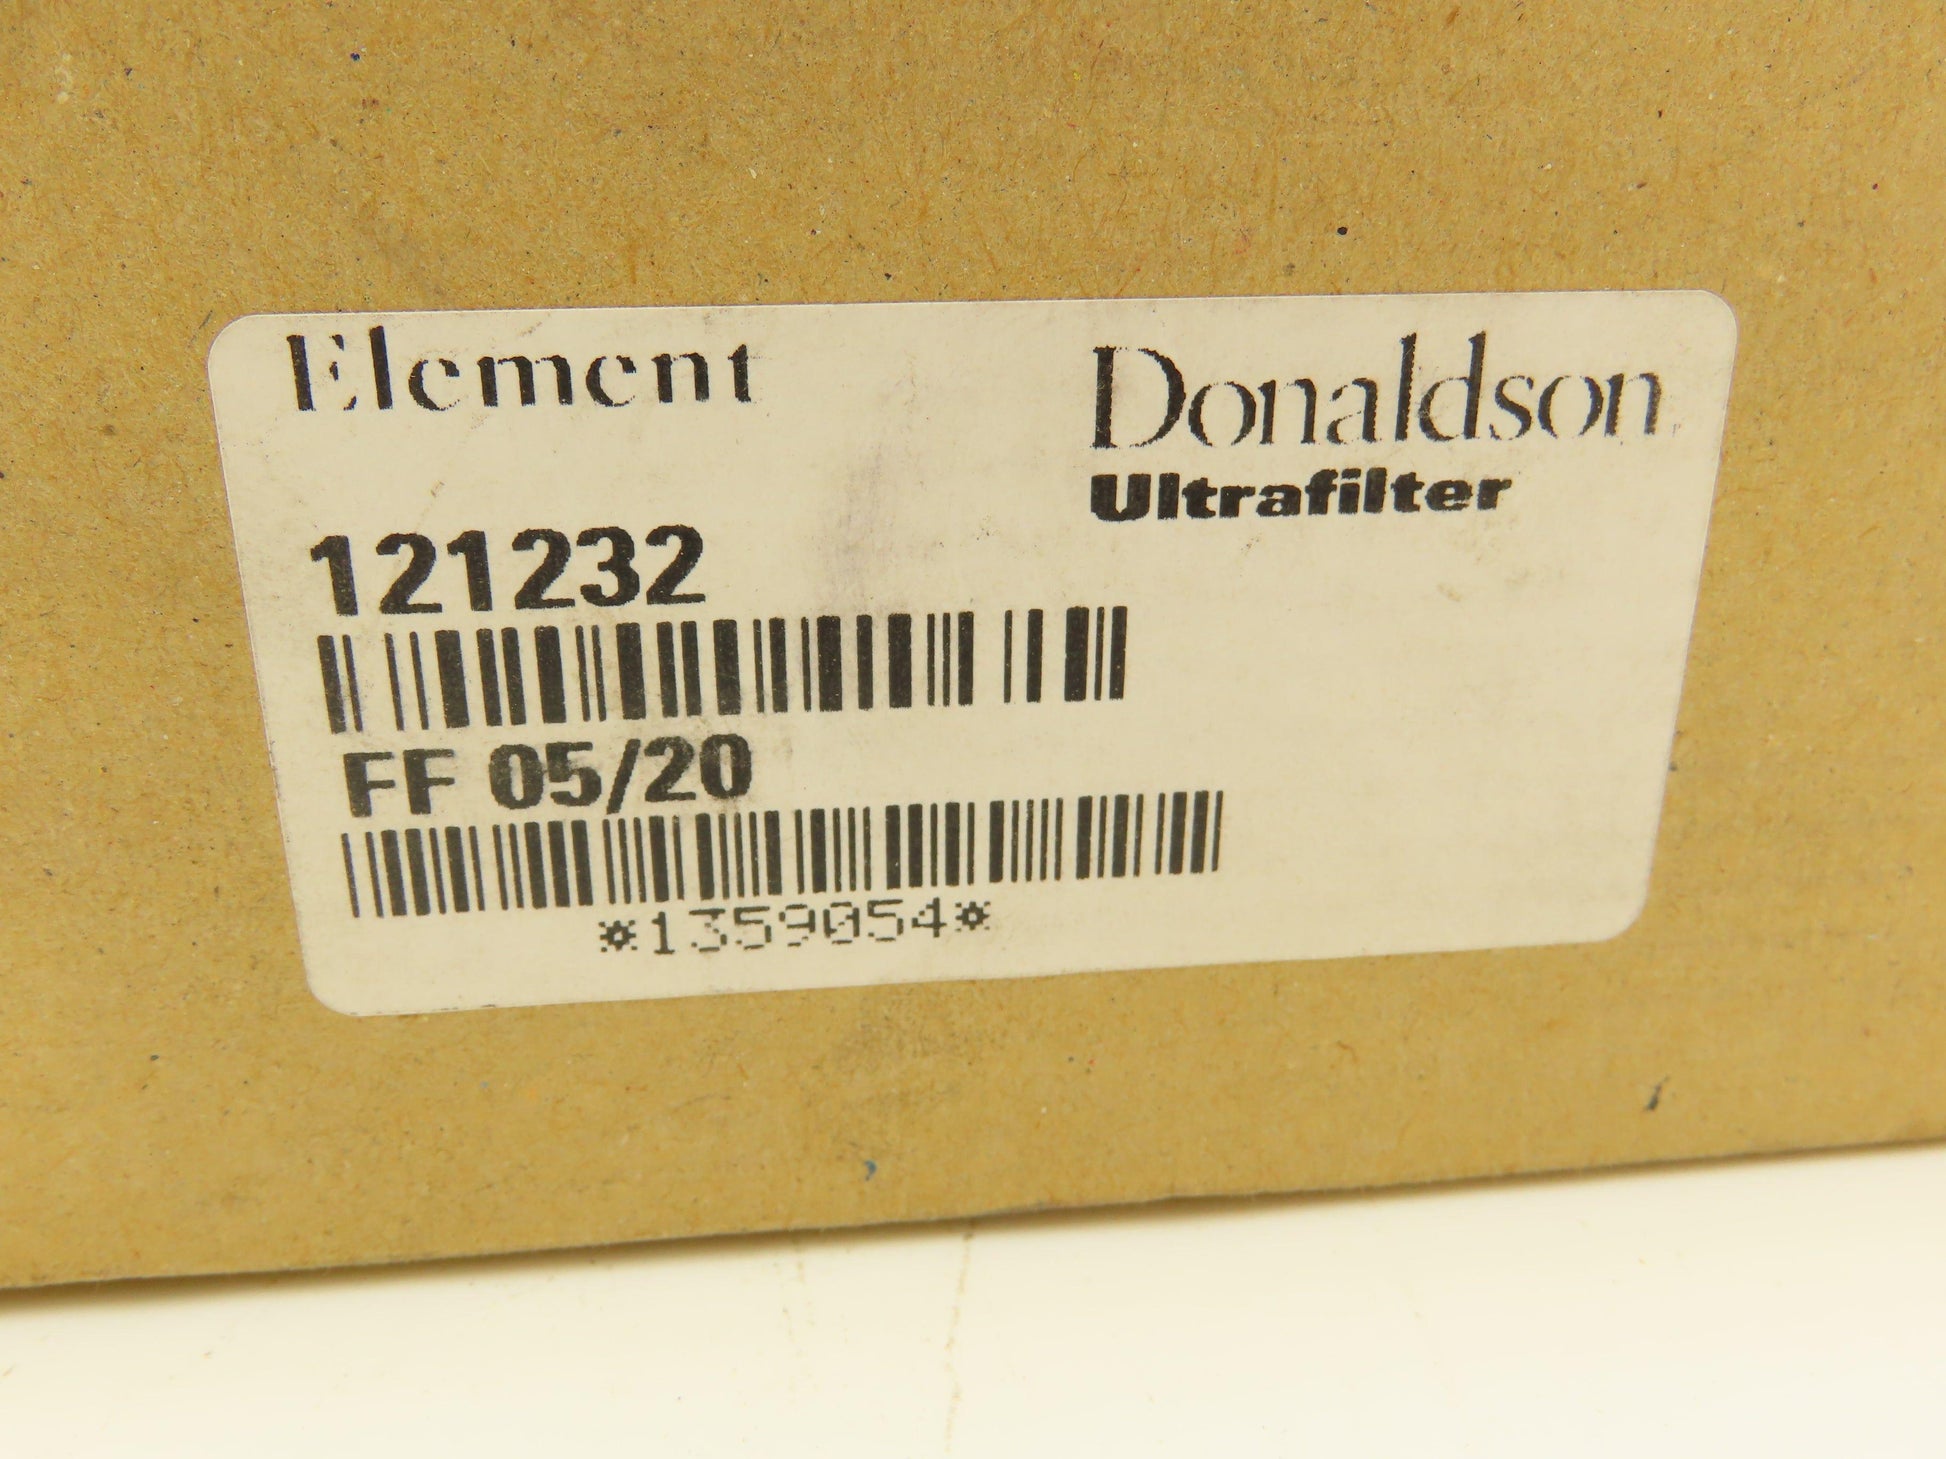 Element
Donaldson
Ultrafilter
121232
FF 05/20
*1359054*